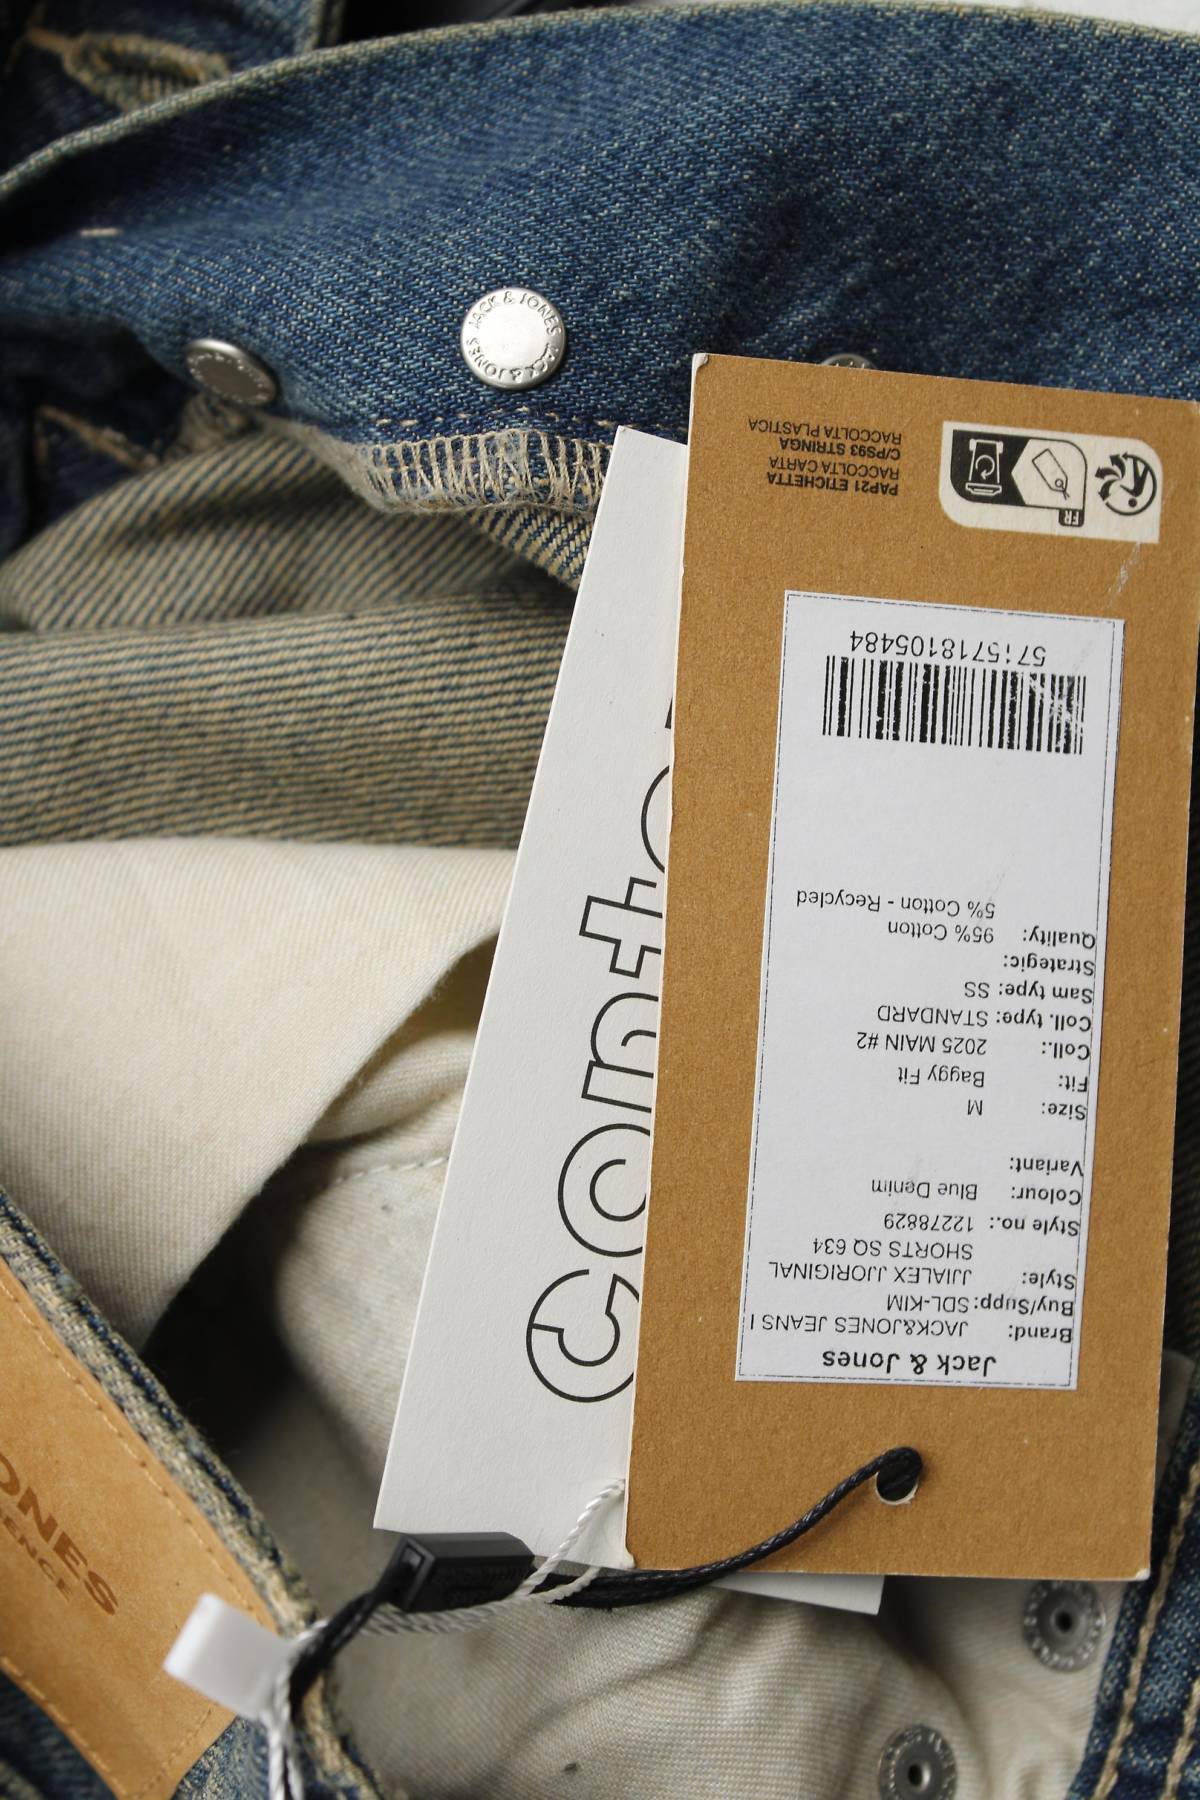 Jack & Jones
Brand: JACK&JONES JEANS I
Buy/Supp: SDL-KIM
Style: JJIALEX JJORIGINAL
SHORTS SQ 634
Style no.: 12278829
Colour: Blue Denim
Variant:
Size: M
Fit: Baggy Fit
Coll.: 2025 MAIN #2
Coll. type: STANDARD
Sam type: SS
Strategic:
Quality: 95% Cotton
5% Cotton - Recycled
5715718105484
FR
PAP21 ETICHETTA
RACCOLTA CARTA
C/PS93 STRINGA
RACCOLTA PLASTICA
JACK & JONES JACK & JONES